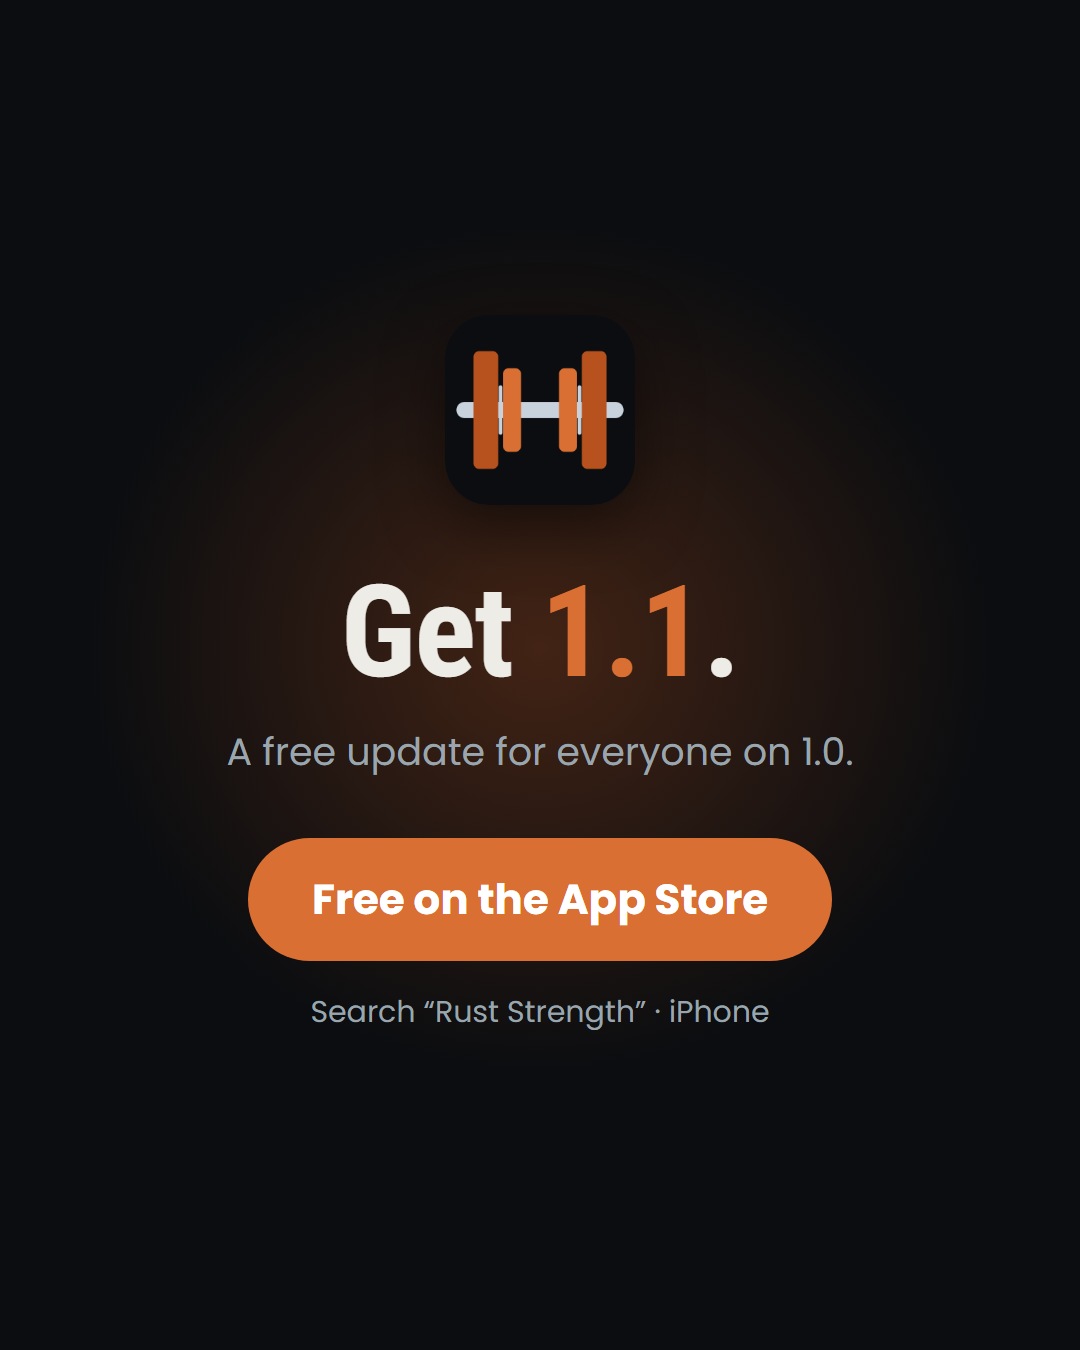 Get 1.1.
A free update for everyone on 1.0.
Free on the App Store
Search “Rust Strength” · iPhone